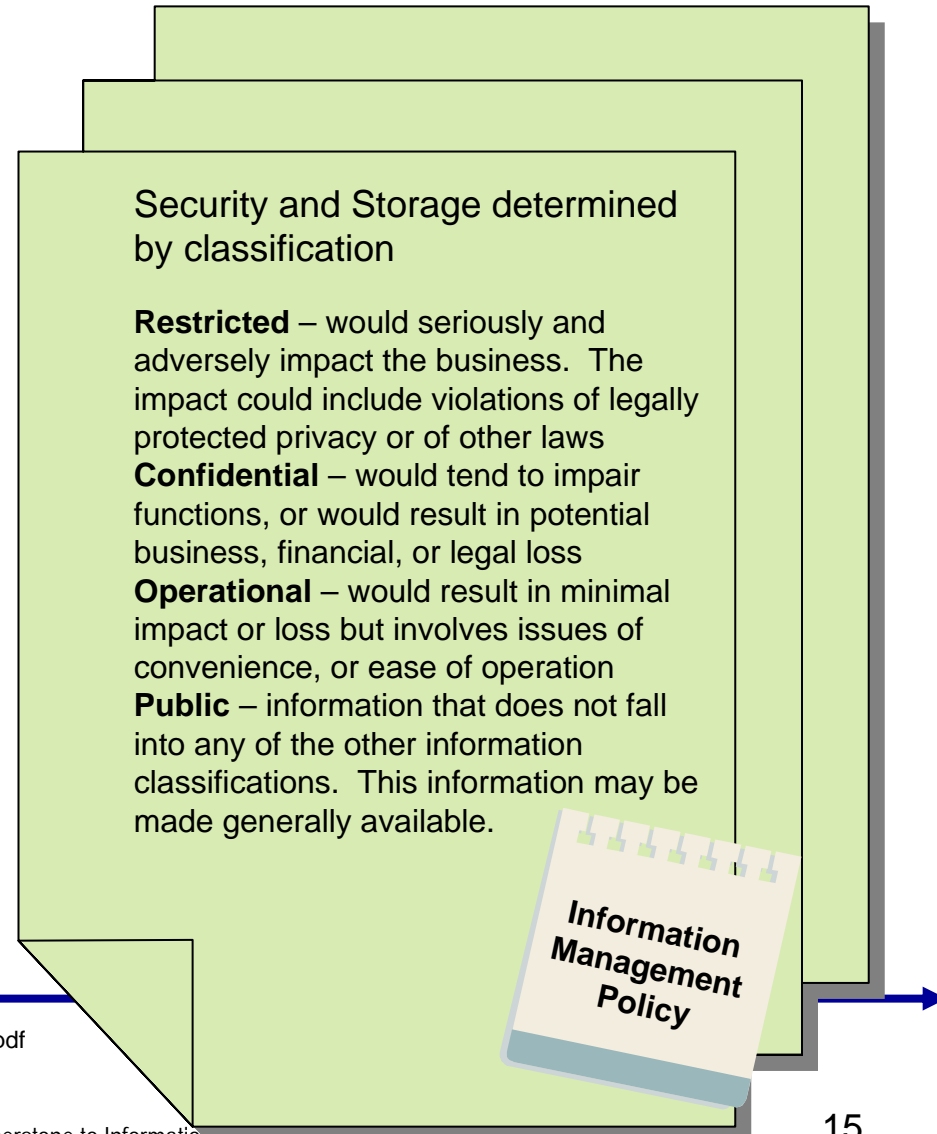 Security and Storage determined
by classification
Restricted – would seriously and
adversely impact the business. The
impact could include violations of legally
protected privacy or of other laws
Confidential – would tend to impair
functions, or would result in potential
business, financial, or legal loss
Operational – would result in minimal
impact or loss but involves issues of
convenience, or ease of operation
Public – information that does not fall
into any of the other information
classifications. This information may be
made generally available.
Information
Management
Policy
15